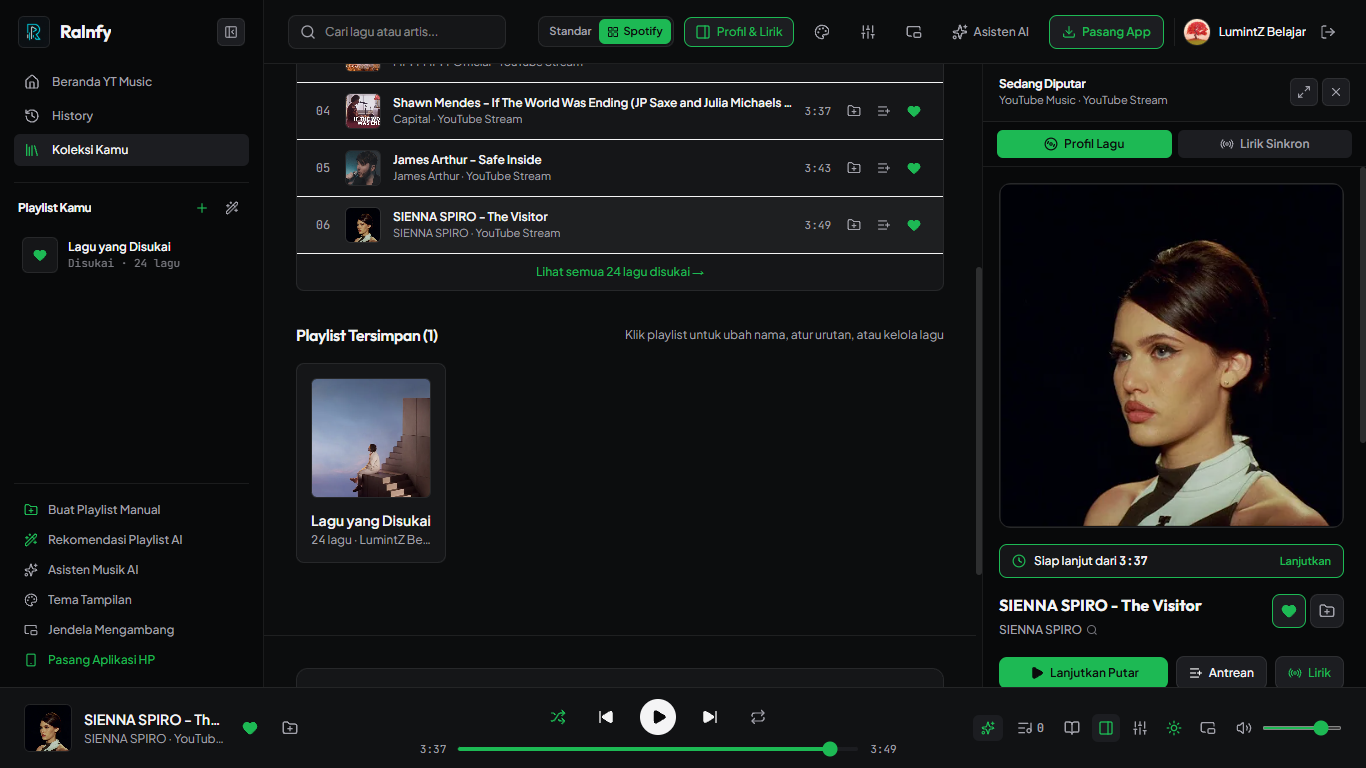 RaInfy
Cari lagu atau artis...
Standar
Spotify
Profil & Lirik
Asisten AI
Pasang App
LumintZ Belajar
Beranda YT Music
History
Koleksi Kamu
Playlist Kamu
Lagu yang Disukai
Disukai · 24 lagu
Buat Playlist Manual
Rekomendasi Playlist AI
Asisten Musik AI
Tema Tampilan
Jendela Mengambang
Pasang Aplikasi HP
04
Shawn Mendes - If The World Was Ending (JP Saxe and Julia Michaels ...
Capital · YouTube Stream
3:37
05
James Arthur - Safe Inside
James Arthur · YouTube Stream
3:43
06
SIENNA SPIRO - The Visitor
SIENNA SPIRO · YouTube Stream
3:49
Lihat semua 24 lagu disukai →
Playlist Tersimpan (1)
Klik playlist untuk ubah nama, atur urutan, atau kelola lagu
Lagu yang Disukai
24 lagu · LumintZ Be...
Sedang Diputar
YouTube Music · YouTube Stream
Profil Lagu
Lirik Sinkron
Siap lanjut dari 3:37
Lanjutkan
SIENNA SPIRO - The Visitor
SIENNA SPIRO
Lanjutkan Putar
Antrean
Lirik
SIENNA SPIRO - Th...
SIENNA SPIRO · YouTub...
3:37
3:49
0